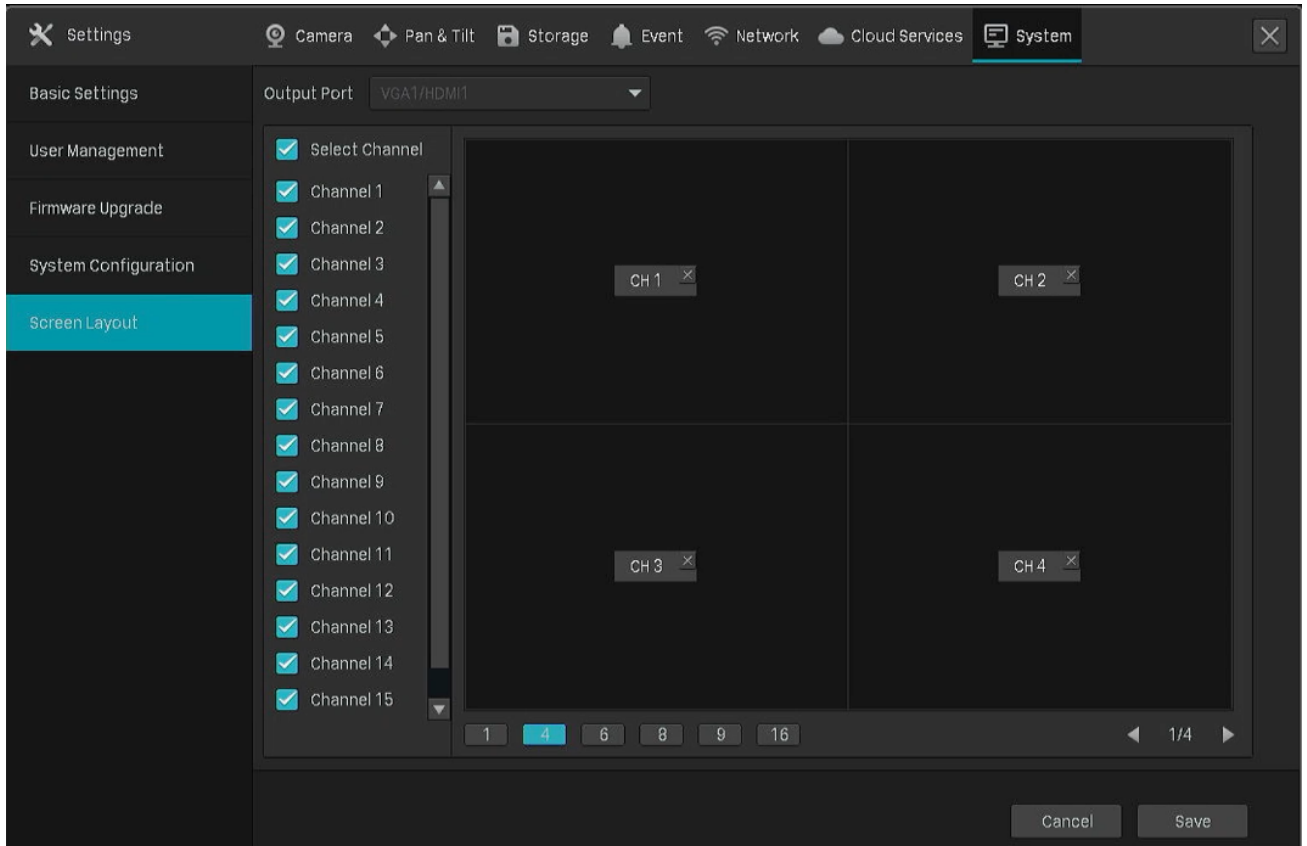 Settings
Camera
Pan & Tilt
Storage
Event
Network
Cloud Services
System
Basic Settings
User Management
Firmware Upgrade
System Configuration
Screen Layout
Output Port
VGA1/HDMI1
Select Channel
Channel 1
Channel 2
Channel 3
Channel 4
Channel 5
Channel 6
Channel 7
Channel 8
Channel 9
Channel 10
Channel 11
Channel 12
Channel 13
Channel 14
Channel 15
CH 1
CH 2
CH 3
CH 4
1 4 6 8 9 16
1/4
Cancel
Save